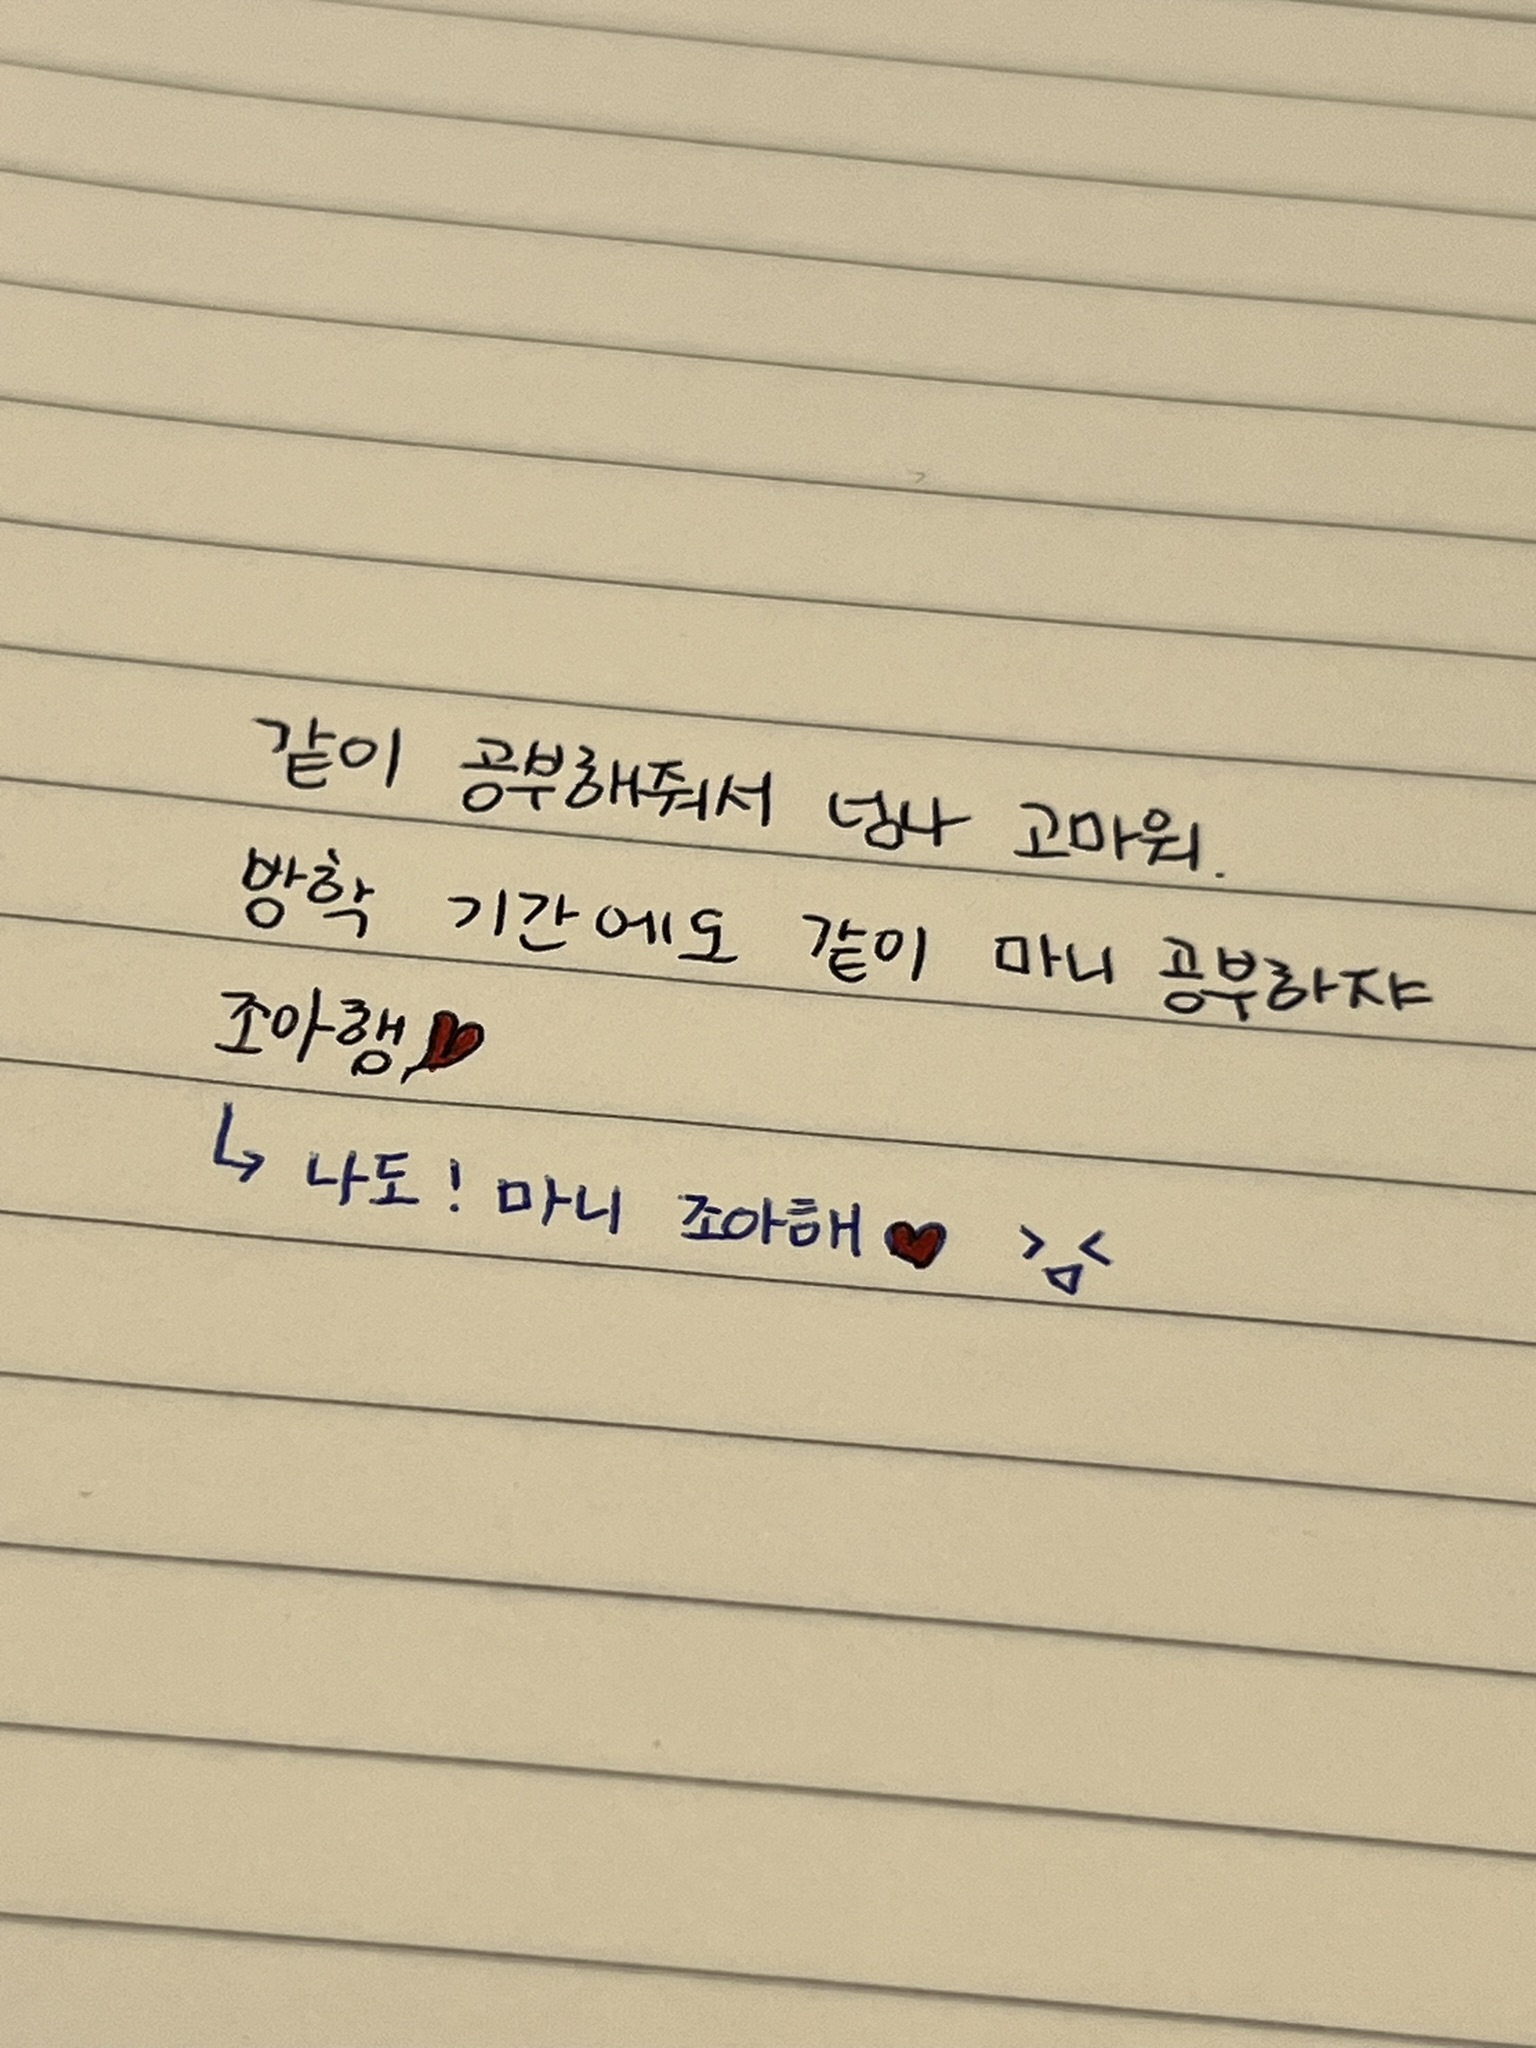 같이 공부해줘서 넘나 고마워.
방학 기간에도 같이 마니 공부하쟈
조아행♥
↳ 나도! 마니 조아해♥ >ㅿ<